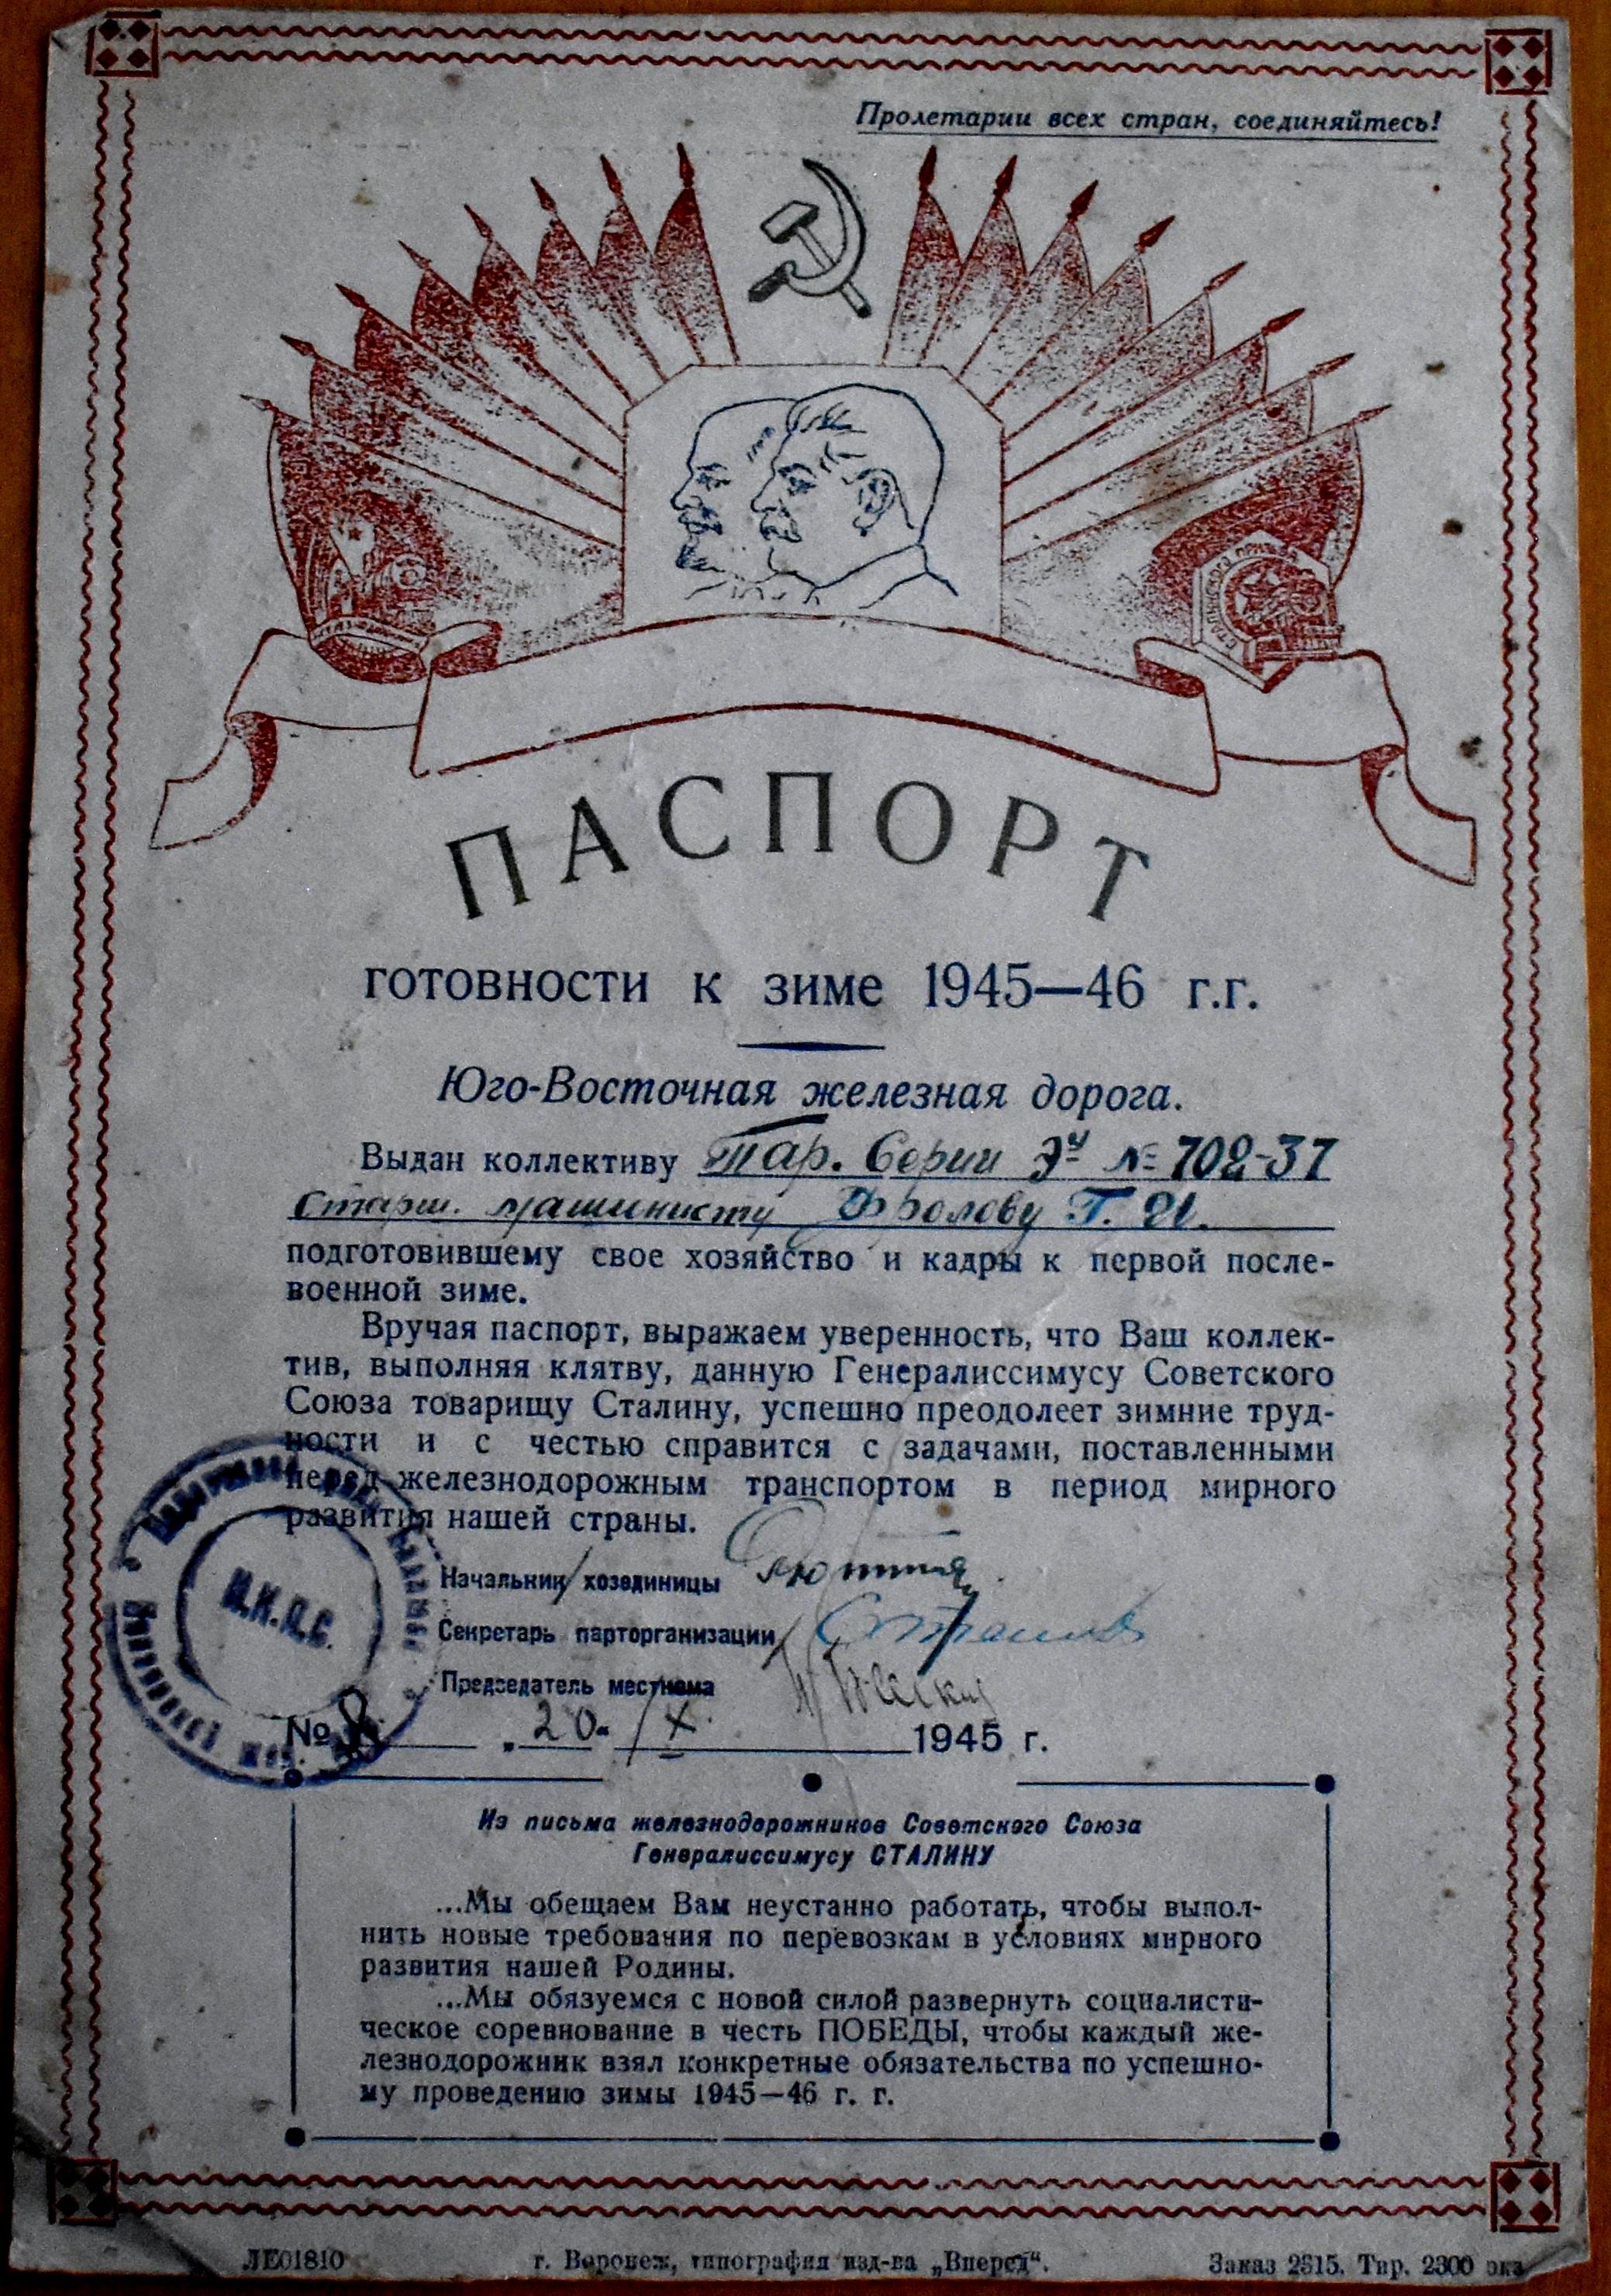 Пролетарии всех стран, соединяйтесь!
ПАСПОРТ
готовности к зиме 1945—46 г.г.
Юго-Восточная железная дорога.
Выдан коллективу Пар. Серии Эу № 702-37
Старш. машинисту Фролову Г. И.
подготовившему свое хозяйство и кадры к первой после-
военной зиме.
Вручая паспорт, выражаем уверенность, что Ваш коллек-
тив, выполняя клятву, данную Генералиссимусу Советского
Союза товарищу Сталину, успешно преодолеет зимние труд-
ности и с честью справится с задачами, поставленными
перед железнодорожным транспортом в период мирного
развития нашей страны.
Начальник хозединицы
Секретарь парторганизации
Председатель месткома
Н.К.П.С.
№ 8 „20“ X 1945 г.
Из письма железнодорожников Советского Союза
Генералиссимусу СТАЛИНУ
...Мы обещаем Вам неустанно работать, чтобы выпол-
нить новые требования по перевозкам в условиях мирного
развития нашей Родины.
...Мы обязуемся с новой силой развернуть социалисти-
ческое соревнование в честь ПОБЕДЫ, чтобы каждый же-
лезнодорожник взял конкретные обязательства по успешно-
му проведению зимы 1945—46 г. г.
ЛЕ01810 г. Воронеж, типография изд-ва „Вперед“. Заказ 2315. Тир. 2300 экз